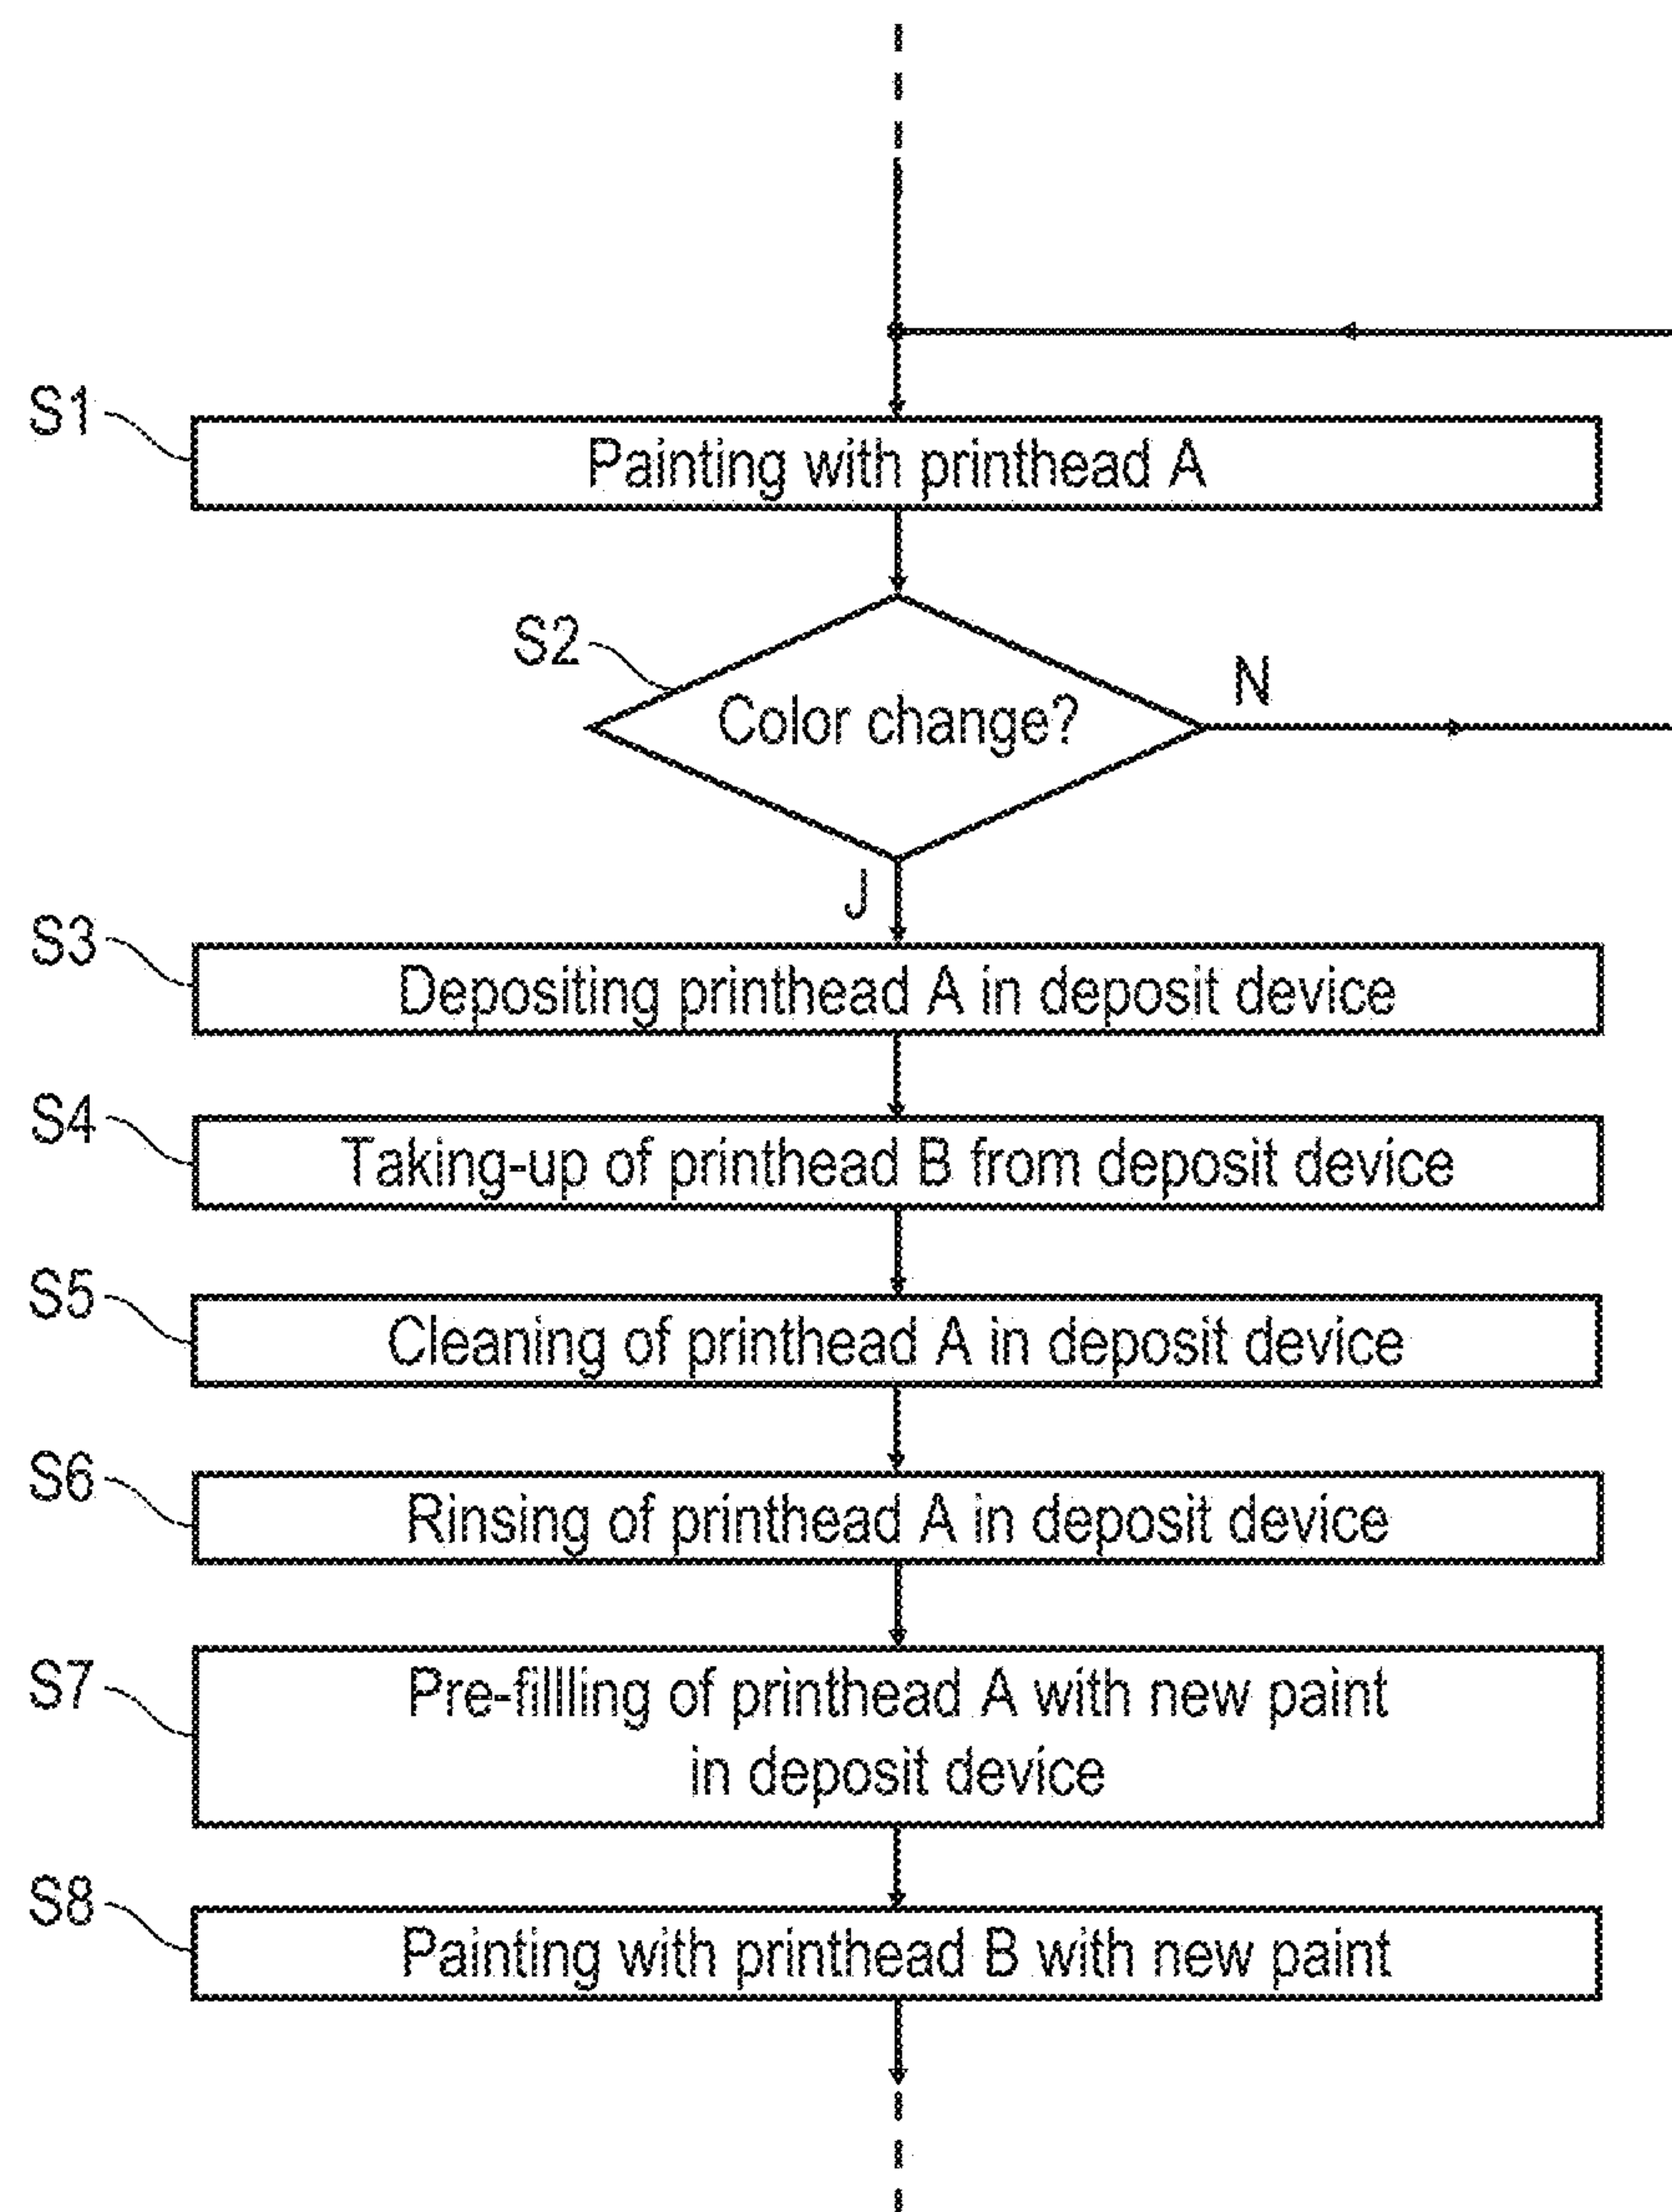 S1
Painting with printhead A
S2
Color change?
N
J
S3
Depositing printhead A in deposit device
S4
Taking-up of printhead B from deposit device
S5
Cleaning of printhead A in deposit device
S6
Rinsing of printhead A in deposit device
S7
Pre-fillling of printhead A with new paint
in deposit device
S8
Painting with printhead B with new paint